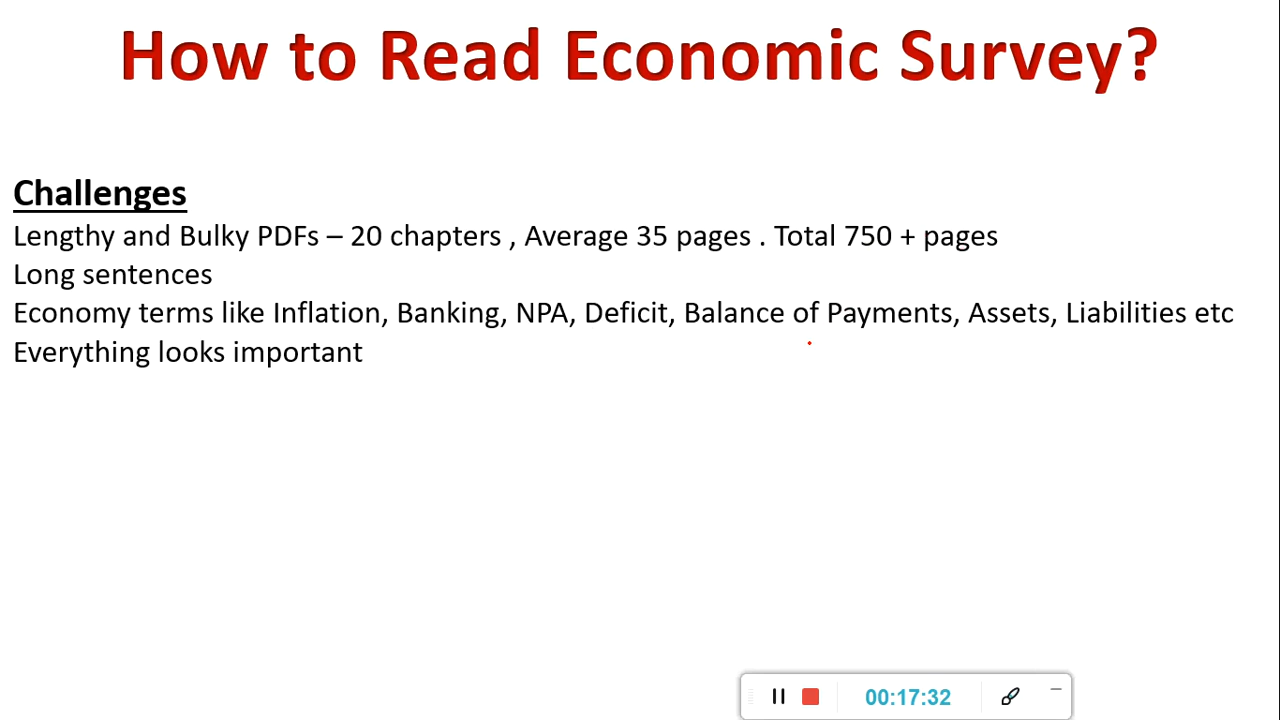 How to Read Economic Survey?
Challenges
Lengthy and Bulky PDFs – 20 chapters , Average 35 pages . Total 750 + pages
Long sentences
Economy terms like Inflation, Banking, NPA, Deficit, Balance of Payments, Assets, Liabilities etc
Everything looks important
00:17:32